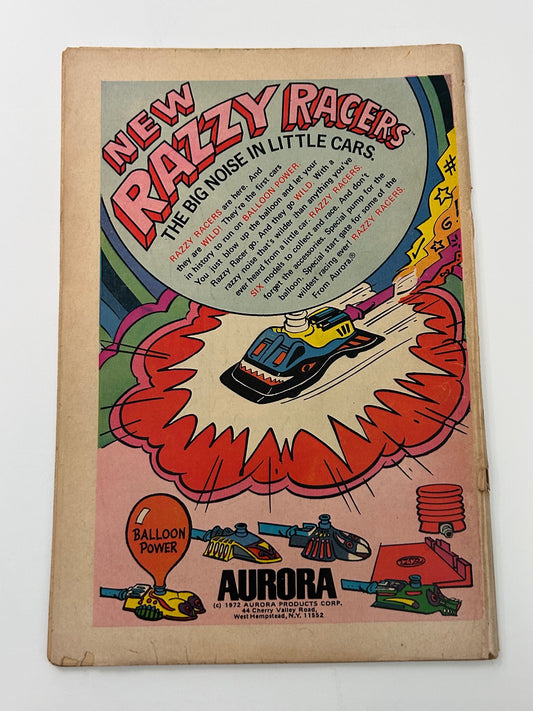 NEW
RAZZY RACERS™
THE BIG NOISE IN LITTLE CARS.
RAZZY RACERS are here. And
they are WILD! They're the first cars
in history to run on BALLOON POWER
You just blow up the balloon and let your
Razzy Racer go. And they go WILD. With a
razzy noise that's wilder than anything you've
ever heard from a little car. RAZZY RACERS.
SIX models to collect and race. And don't
forget the accessories. Special pump for the
balloon. Special start gate for some of the
wildest racing ever! RAZZY RACERS.
From Aurora®
BALLOON
POWER
AURORA
(c) 1972 AURORA PRODUCTS CORP.
44 Cherry Valley Road,
West Hempstead, N.Y. 11552